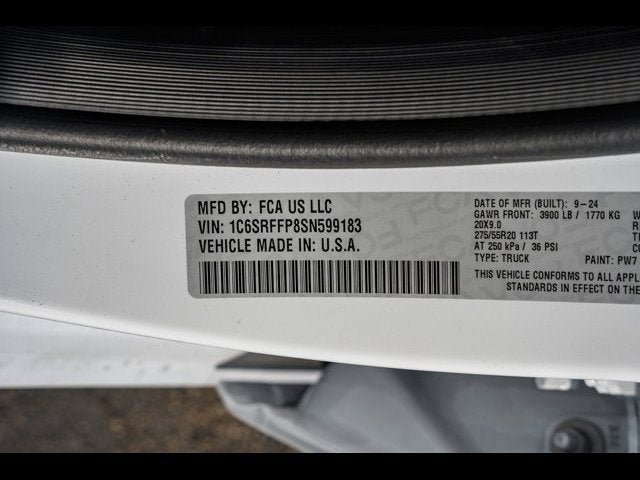 MFD BY: FCA US LLC
VIN: 1C6SRFFP8SN599183
VEHICLE MADE IN: U.S.A.
DATE OF MFR (BUILT): 9-24
GAWR FRONT: 3900 LB / 1770 KG
20X9.0
275/55R20 113T
AT 250 kPa / 36 PSI
TYPE: TRUCK PAINT: PW7
THIS VEHICLE CONFORMS TO ALL APPL
STANDARDS IN EFFECT ON THE